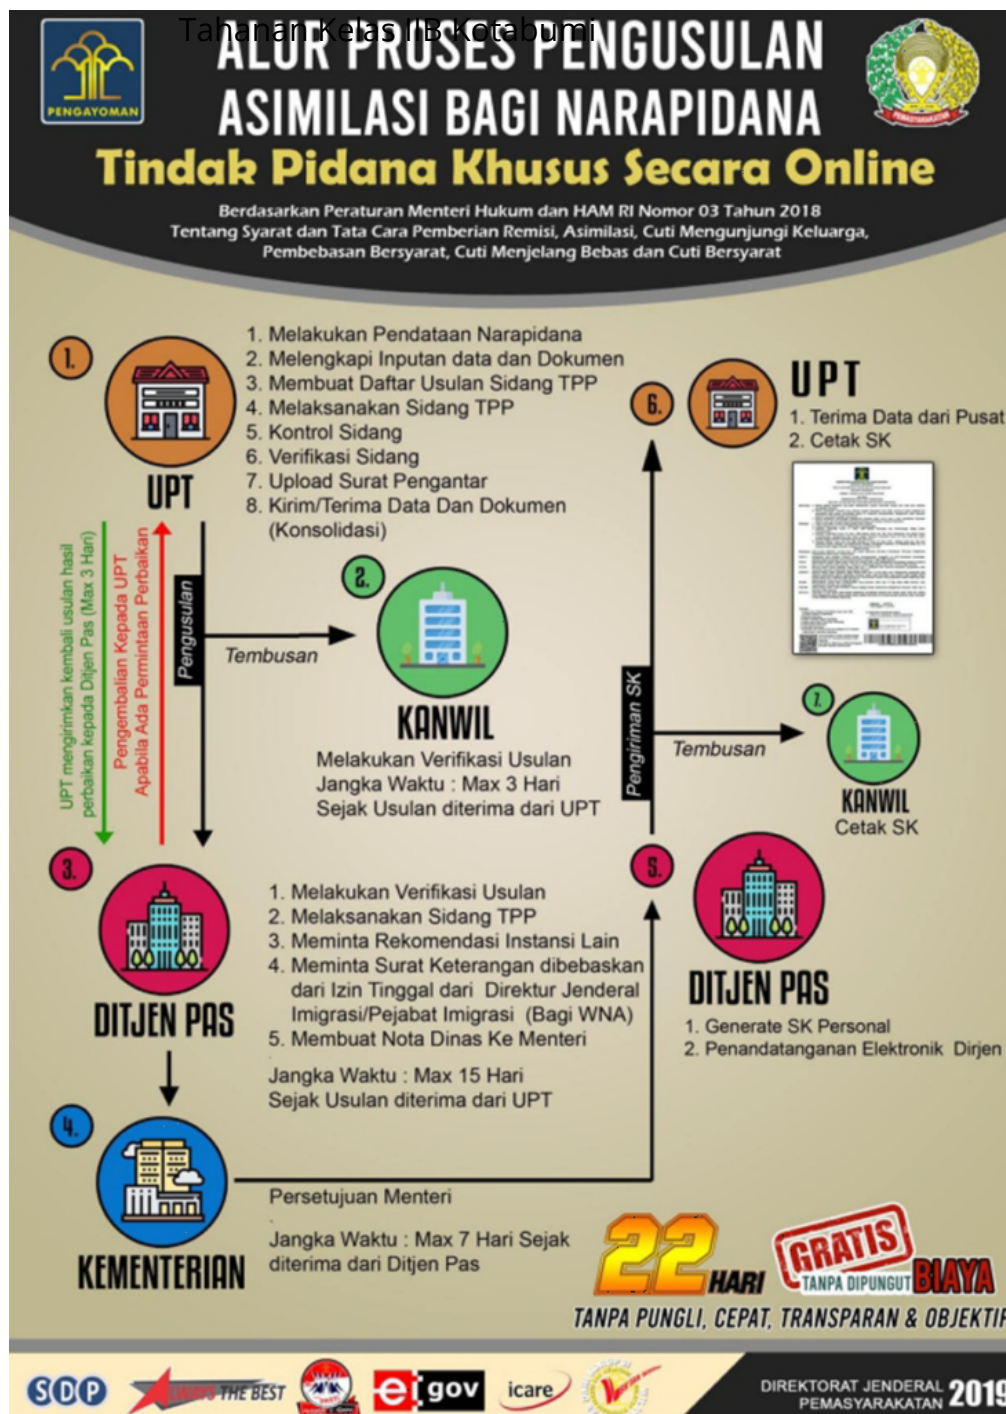 Tahanan Kelas IIB Kotabumi
ALUR PROSES PENGUSULAN
ASIMILASI BAGI NARAPIDANA
Tindak Pidana Khusus Secara Online
PENGAYOMAN
PEMASYARAKATAN
Berdasarkan Peraturan Menteri Hukum dan HAM RI Nomor 03 Tahun 2018
Tentang Syarat dan Tata Cara Pemberian Remisi, Asimilasi, Cuti Mengunjungi Keluarga,
Pembebasan Bersyarat, Cuti Menjelang Bebas dan Cuti Bersyarat
1.
UPT
1. Melakukan Pendataan Narapidana
2. Melengkapi Inputan data dan Dokumen
3. Membuat Daftar Usulan Sidang TPP
4. Melaksanakan Sidang TPP
5. Kontrol Sidang
6. Verifikasi Sidang
7. Upload Surat Pengantar
8. Kirim/Terima Data Dan Dokumen
(Konsolidasi)
UPT mengirimkan kembali usulan hasil
perbaikan kepada Ditjen Pas (Max 3 Hari)
Pengembalian Kepada UPT
Apabila Ada Permintaan Perbaikan
Pengusulan
Tembusan
2.
KANWIL
Melakukan Verifikasi Usulan
Jangka Waktu : Max 3 Hari
Sejak Usulan diterima dari UPT
3.
DITJEN PAS
1. Melakukan Verifikasi Usulan
2. Melaksanakan Sidang TPP
3. Meminta Rekomendasi Instansi Lain
4. Meminta Surat Keterangan dibebaskan
dari Izin Tinggal dari Direktur Jenderal
Imigrasi/Pejabat Imigrasi (Bagi WNA)
5. Membuat Nota Dinas Ke Menteri
Jangka Waktu : Max 15 Hari
Sejak Usulan diterima dari UPT
4.
KEMENTERIAN
Persetujuan Menteri
Jangka Waktu : Max 7 Hari Sejak
diterima dari Ditjen Pas
5.
DITJEN PAS
1. Generate SK Personal
2. Penandatanganan Elektronik Dirjen
Pengiriman SK
Tembusan
6.
UPT
1. Terima Data dari Pusat
2. Cetak SK
7.
KANWIL
Cetak SK
22 HARI
GRATIS
TANPA DIPUNGUT BIAYA
TANPA PUNGLI, CEPAT, TRANSPARAN & OBJEKTIF
SDP
ALWAYS THE BEST
e gov
icare
DIREKTORAT JENDERAL
PEMASYARAKATAN
2019